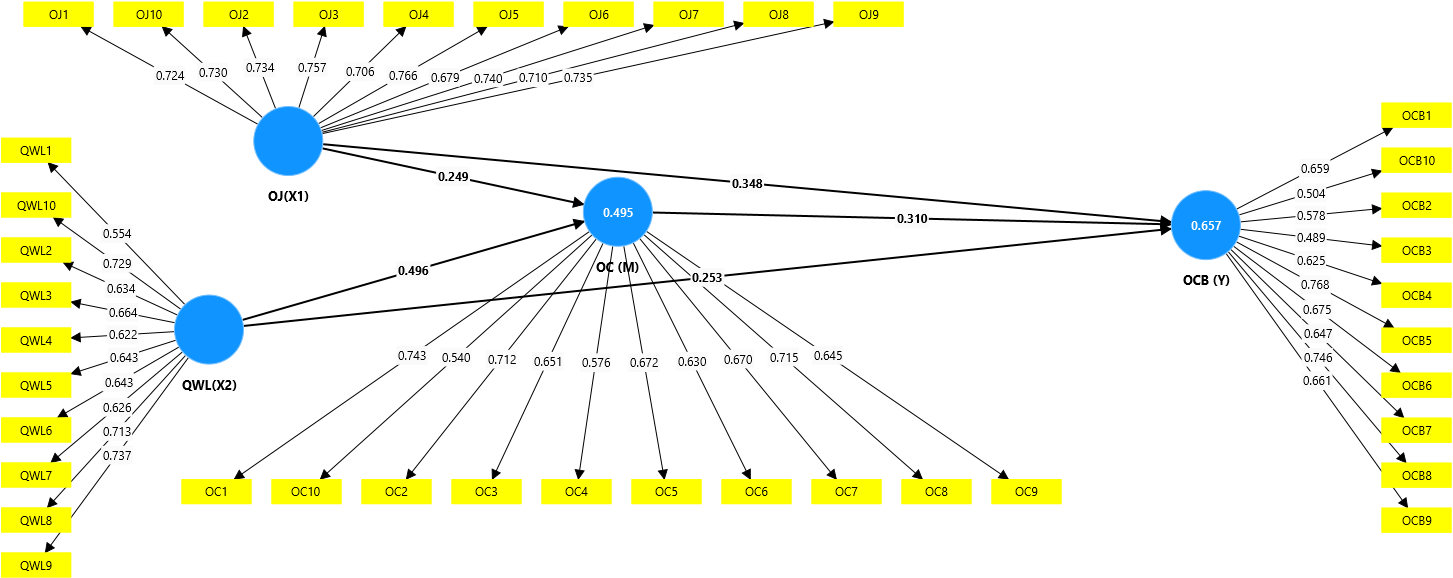 OJ1 OJ10 OJ2 OJ3 OJ4 OJ5 OJ6 OJ7 OJ8 OJ9
0.724 0.730 0.734 0.757 0.706 0.766 0.679 0.740 0.710 0.735
OJ(X1)
QWL1
QWL10
QWL2
QWL3
QWL4
QWL5
QWL6
QWL7
QWL8
QWL9
0.554
0.729
0.634
0.664
0.622
0.643
0.643
0.626
0.713
0.737
QWL(X2)
0.249
0.348
0.496
0.310
0.253
0.495
OC (M)
0.743 0.540 0.712 0.651 0.576 0.672 0.630 0.670 0.715 0.645
OC1 OC10 OC2 OC3 OC4 OC5 OC6 OC7 OC8 OC9
0.657
OCB (Y)
0.659
0.504
0.578
0.489
0.625
0.768
0.675
0.647
0.746
0.661
OCB1
OCB10
OCB2
OCB3
OCB4
OCB5
OCB6
OCB7
OCB8
OCB9